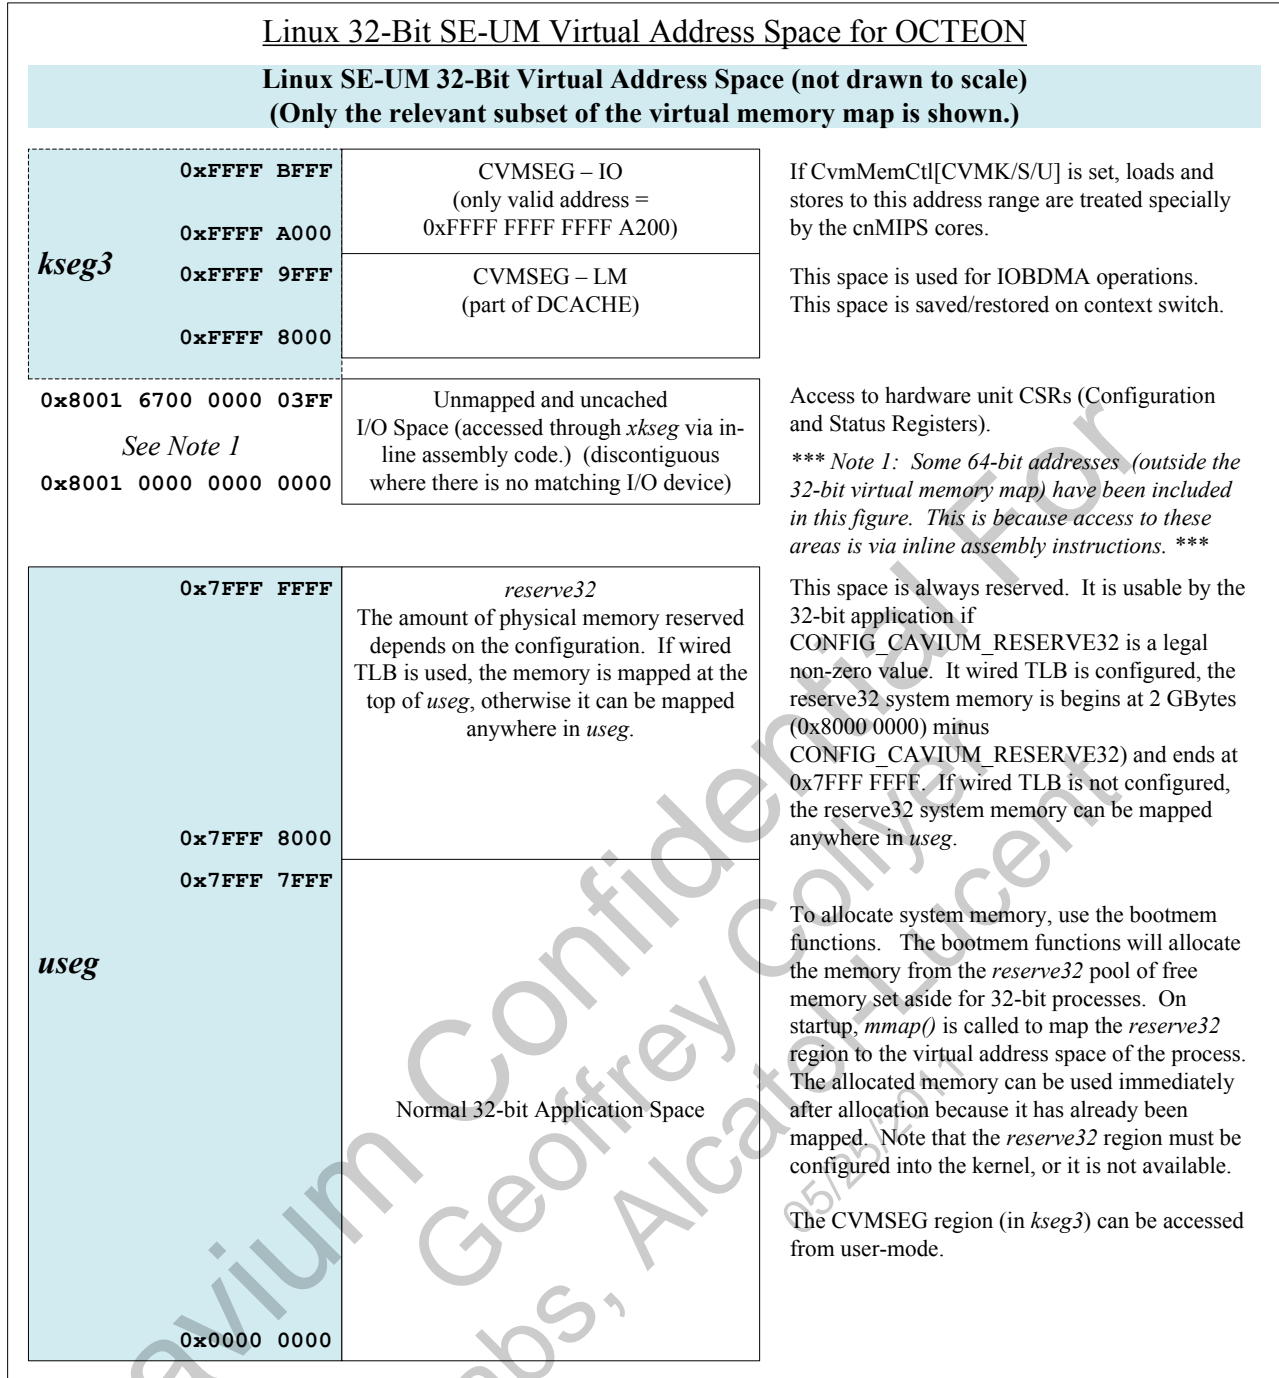 Linux 32-Bit SE-UM Virtual Address Space for OCTEON
Linux SE-UM 32-Bit Virtual Address Space (not drawn to scale)
(Only the relevant subset of the virtual memory map is shown.)
kseg3
0xFFFF BFFF
0xFFFF A000
0xFFFF 9FFF
0xFFFF 8000
CVMSEG – IO
(only valid address =
0xFFFF FFFF FFFF A200)
CVMSEG – LM
(part of DCACHE)
If CvmMemCtl[CVMK/S/U] is set, loads and
stores to this address range are treated specially
by the cnMIPS cores.
This space is used for IOBDMA operations.
This space is saved/restored on context switch.
0x8001 6700 0000 03FF
See Note 1
0x8001 0000 0000 0000
Unmapped and uncached
I/O Space (accessed through xkseg via in-
line assembly code.) (discontiguous
where there is no matching I/O device)
Access to hardware unit CSRs (Configuration
and Status Registers).
*** Note 1: Some 64-bit addresses (outside the
32-bit virtual memory map) have been included
in this figure. This is because access to these
areas is via inline assembly instructions. ***
useg
0x7FFF FFFF
0x7FFF 8000
0x7FFF 7FFF
0x0000 0000
reserve32
The amount of physical memory reserved
depends on the configuration. If wired
TLB is used, the memory is mapped at the
top of useg, otherwise it can be mapped
anywhere in useg.
Normal 32-bit Application Space
This space is always reserved. It is usable by the
32-bit application if
CONFIG_CAVIUM_RESERVE32 is a legal
non-zero value. It wired TLB is configured, the
reserve32 system memory is begins at 2 GBytes
(0x8000 0000) minus
CONFIG_CAVIUM_RESERVE32) and ends at
0x7FFF FFFF. If wired TLB is not configured,
the reserve32 system memory can be mapped
anywhere in useg.
To allocate system memory, use the bootmem
functions. The bootmem functions will allocate
the memory from the reserve32 pool of free
memory set aside for 32-bit processes. On
startup, mmap() is called to map the reserve32
region to the virtual address space of the process.
The allocated memory can be used immediately
after allocation because it has already been
mapped. Note that the reserve32 region must be
configured into the kernel, or it is not available.
The CVMSEG region (in kseg3) can be accessed
from user-mode.
avium Confidential For
Geoffrey Collyer
abs, Alcatel-Lucent
05/25/2011